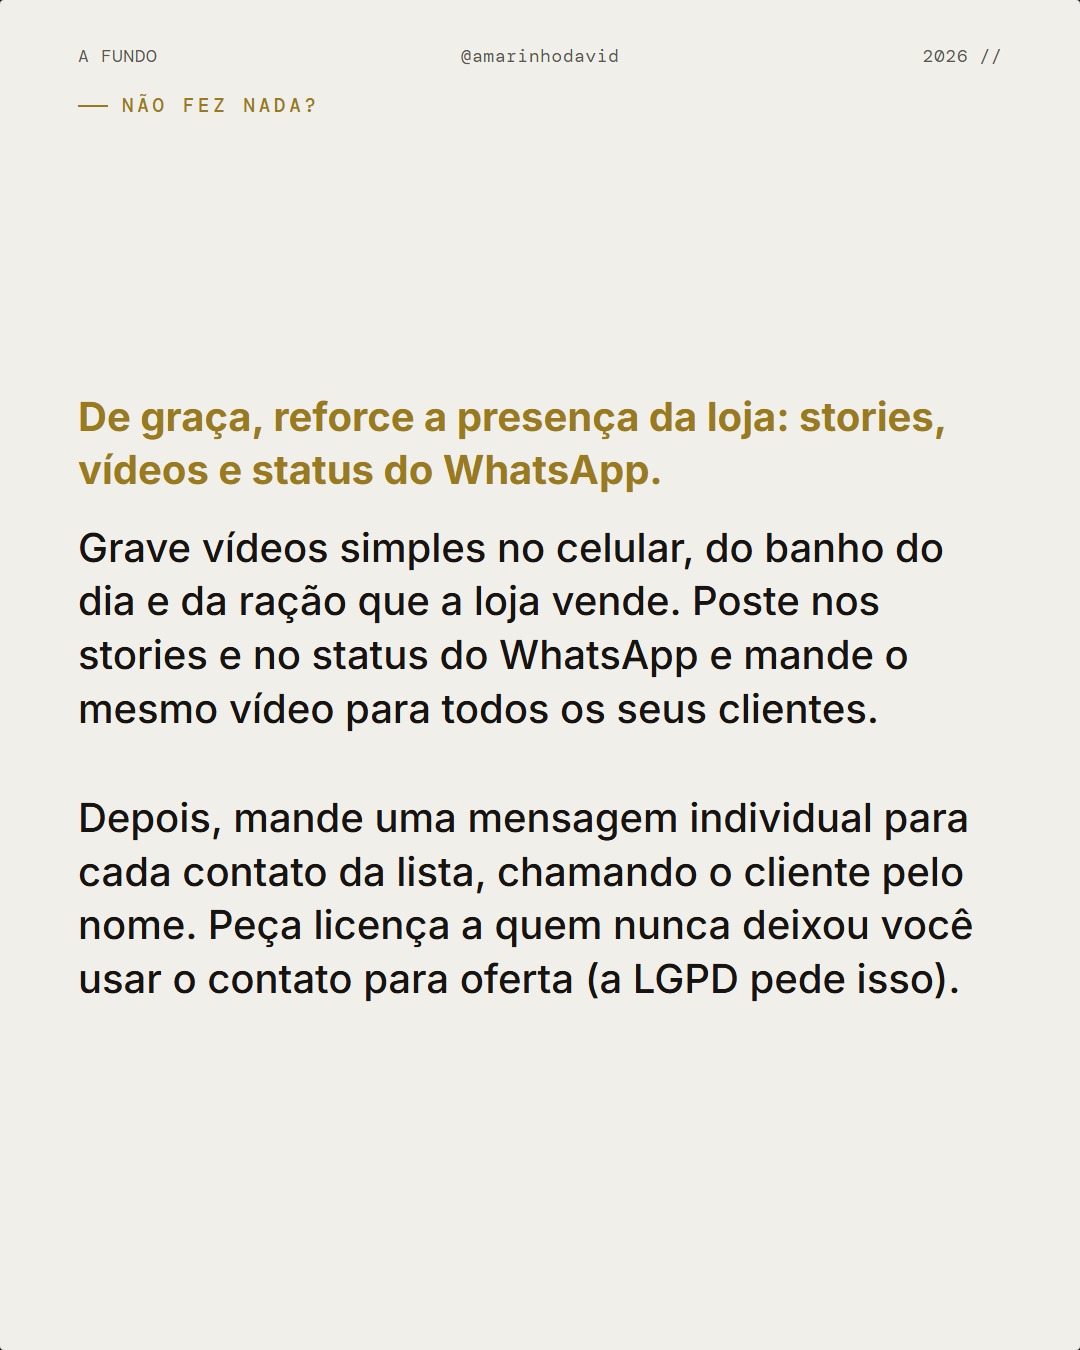 A FUNDO
@amarinhodavid
2026 //
NÃO FEZ NADA?
De graça, reforce a presença da loja: stories,
vídeos e status do WhatsApp.
Grave vídeos simples no celular, do banho do
dia e da ração que a loja vende. Poste nos
stories e no status do WhatsApp e mande o
mesmo vídeo para todos os seus clientes.
Depois, mande uma mensagem individual para
cada contato da lista, chamando o cliente pelo
nome. Peça licença a quem nunca deixou você
usar o contato para oferta (a LGPD pede isso).